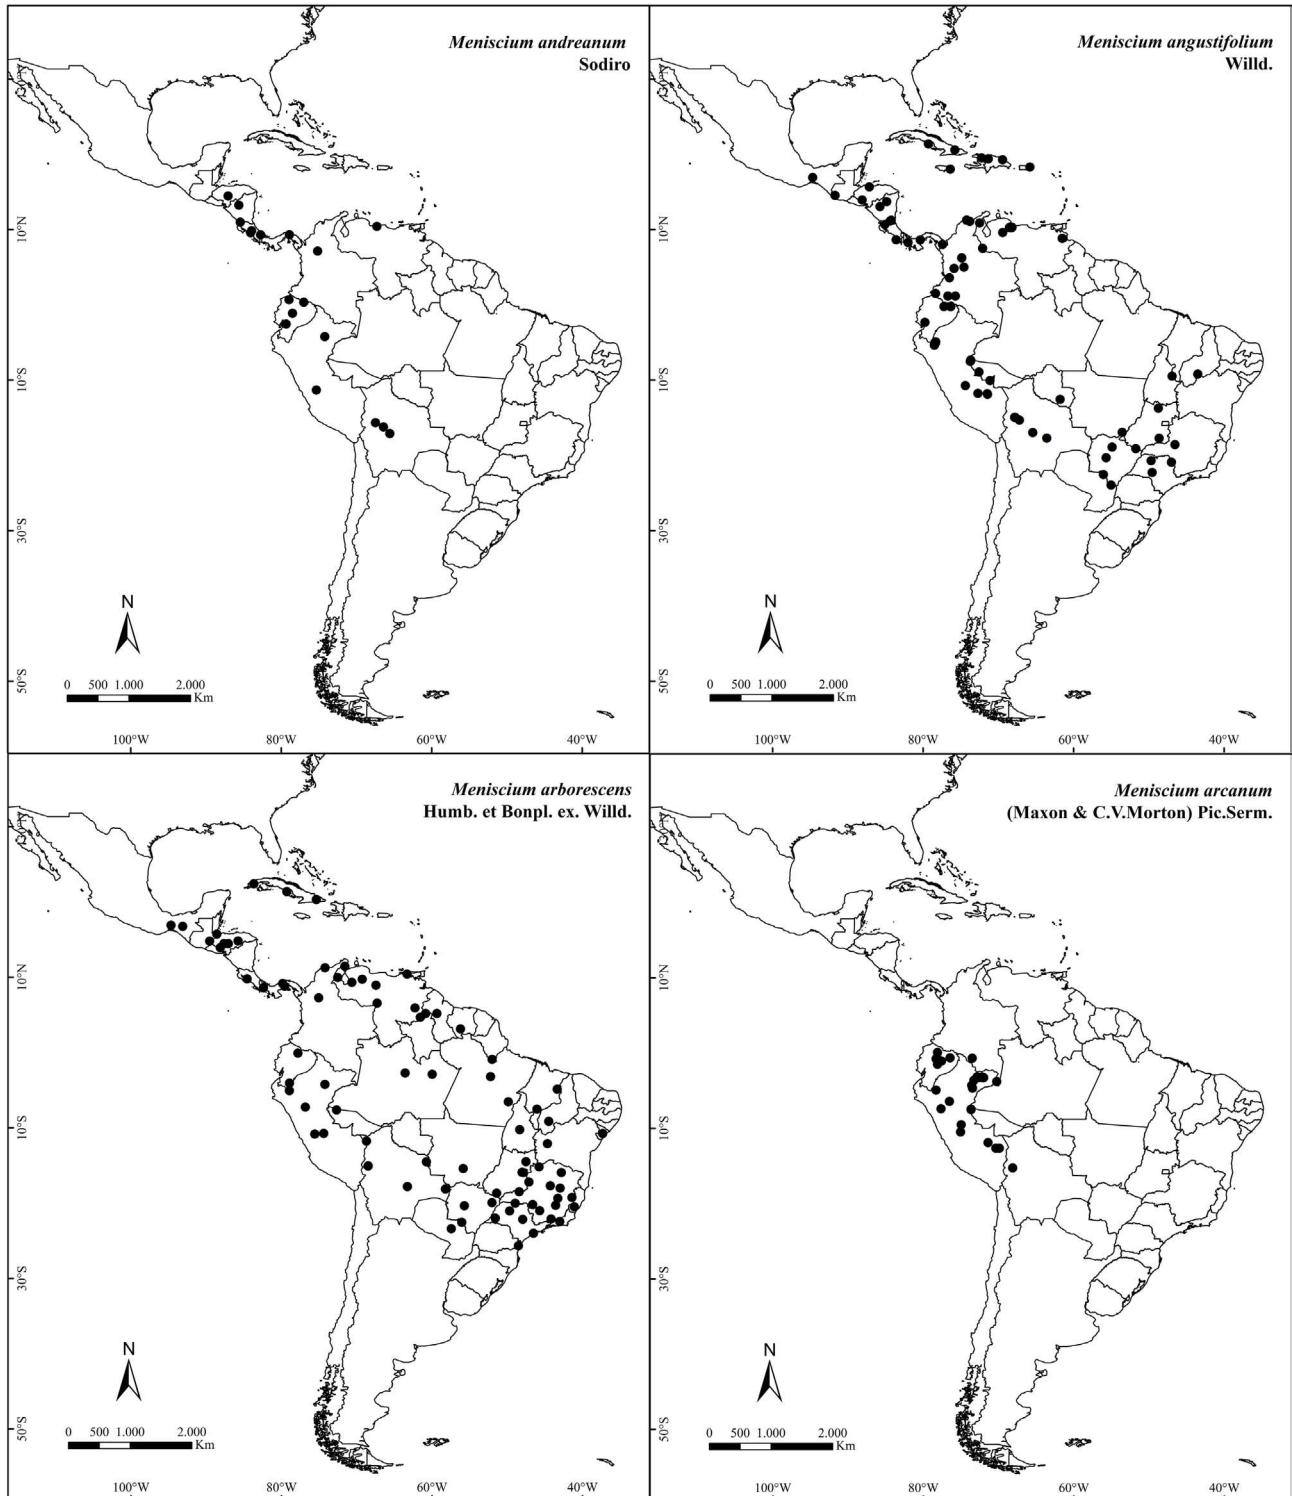 Meniscium andreanum
Sodiro
10°N
10°S
30°S
50°S
N
0 500 1.000 2.000
Km
100°W 80°W 60°W 40°W
Meniscium angustifolium
Willd.
10°N
10°S
30°S
50°S
N
0 500 1.000 2.000
Km
100°W 80°W 60°W 40°W
Meniscium arborescens
Humb. et Bonpl. ex. Willd.
10°N
10°S
30°S
50°S
N
0 500 1.000 2.000
Km
100°W 80°W 60°W 40°W
Meniscium arcanum
(Maxon & C.V.Morton) Pic.Serm.
10°N
10°S
30°S
50°S
N
0 500 1.000 2.000
Km
100°W 80°W 60°W 40°W